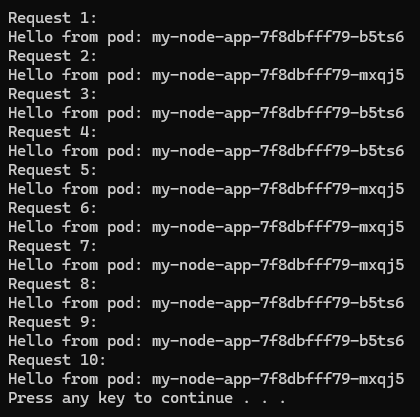 Request 1:
Hello from pod: my-node-app-7f8dbfff79-b5ts6
Request 2:
Hello from pod: my-node-app-7f8dbfff79-mxqj5
Request 3:
Hello from pod: my-node-app-7f8dbfff79-b5ts6
Request 4:
Hello from pod: my-node-app-7f8dbfff79-b5ts6
Request 5:
Hello from pod: my-node-app-7f8dbfff79-mxqj5
Request 6:
Hello from pod: my-node-app-7f8dbfff79-mxqj5
Request 7:
Hello from pod: my-node-app-7f8dbfff79-mxqj5
Request 8:
Hello from pod: my-node-app-7f8dbfff79-b5ts6
Request 9:
Hello from pod: my-node-app-7f8dbfff79-b5ts6
Request 10:
Hello from pod: my-node-app-7f8dbfff79-mxqj5
Press any key to continue . . .